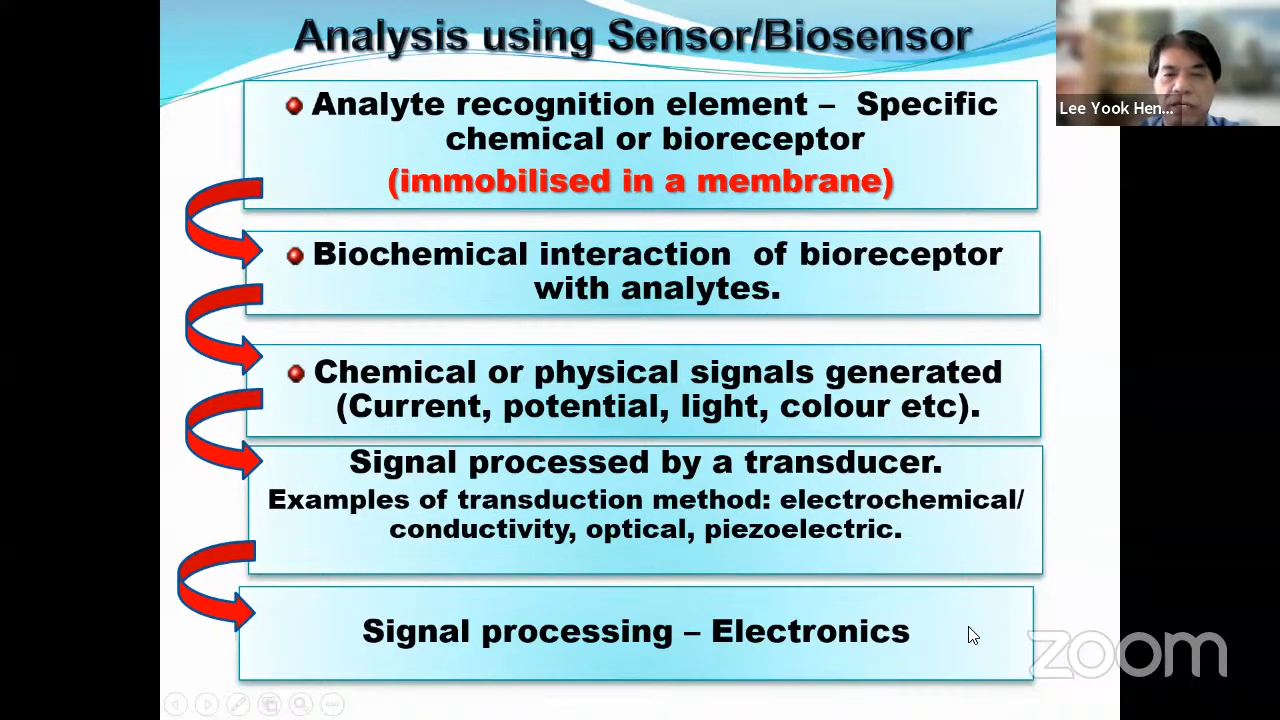 Analysis using Sensor/Biosensor
Lee Yook Hen...
Analyte recognition element – Specific
chemical or bioreceptor
(immobilised in a membrane)
Biochemical interaction of bioreceptor
with analytes.
Chemical or physical signals generated
(Current, potential, light, colour etc).
Signal processed by a transducer.
Examples of transduction method: electrochemical/
conductivity, optical, piezoelectric.
Signal processing – Electronics
zoom